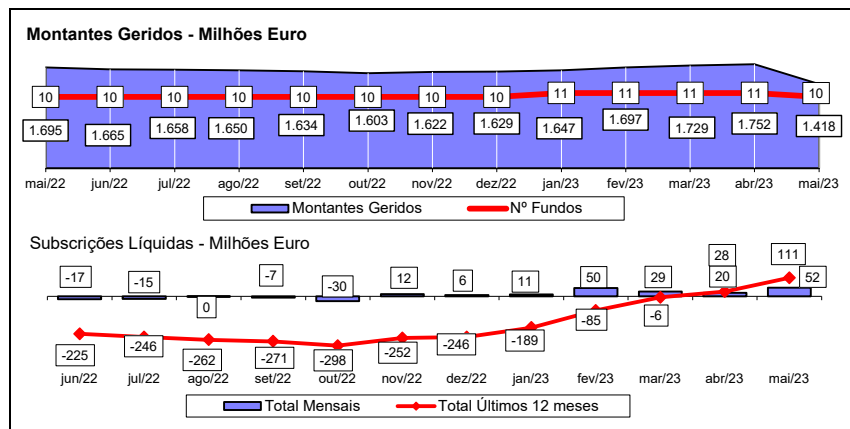 Montantes Geridos - Milhões Euro
10 10 10 10 10 10 10 10 11 11 11 11 10
1.695 1.665 1.658 1.650 1.634 1.603 1.622 1.629 1.647 1.697 1.729 1.752 1.418
mai/22 jun/22 jul/22 ago/22 set/22 out/22 nov/22 dez/22 jan/23 fev/23 mar/23 abr/23 mai/23
Montantes Geridos Nº Fundos
Subscrições Líquidas - Milhões Euro
-17 -15 0 -7 -30 12 6 11 50 29 20 52
-225 -246 -262 -271 -298 -252 -246 -189 -85 -6 28 111
jun/22 jul/22 ago/22 set/22 out/22 nov/22 dez/22 jan/23 fev/23 mar/23 abr/23 mai/23
Total Mensais Total Últimos 12 meses